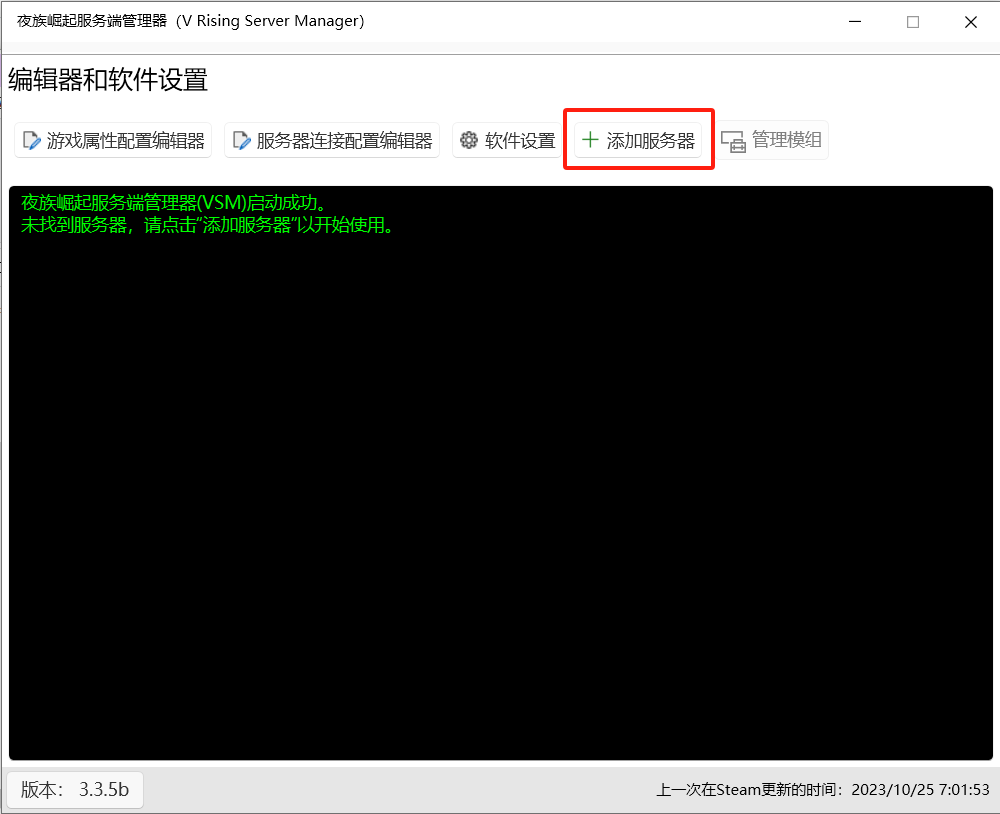 夜族崛起服务端管理器（V Rising Server Manager）
编辑器和软件设置
游戏属性配置编辑器 服务器连接配置编辑器 软件设置 添加服务器 管理模组
夜族崛起服务端管理器(VSM)启动成功。
未找到服务器，请点击“添加服务器”以开始使用。
版本： 3.3.5b 上一次在Steam更新的时间：2023/10/25 7:01:53